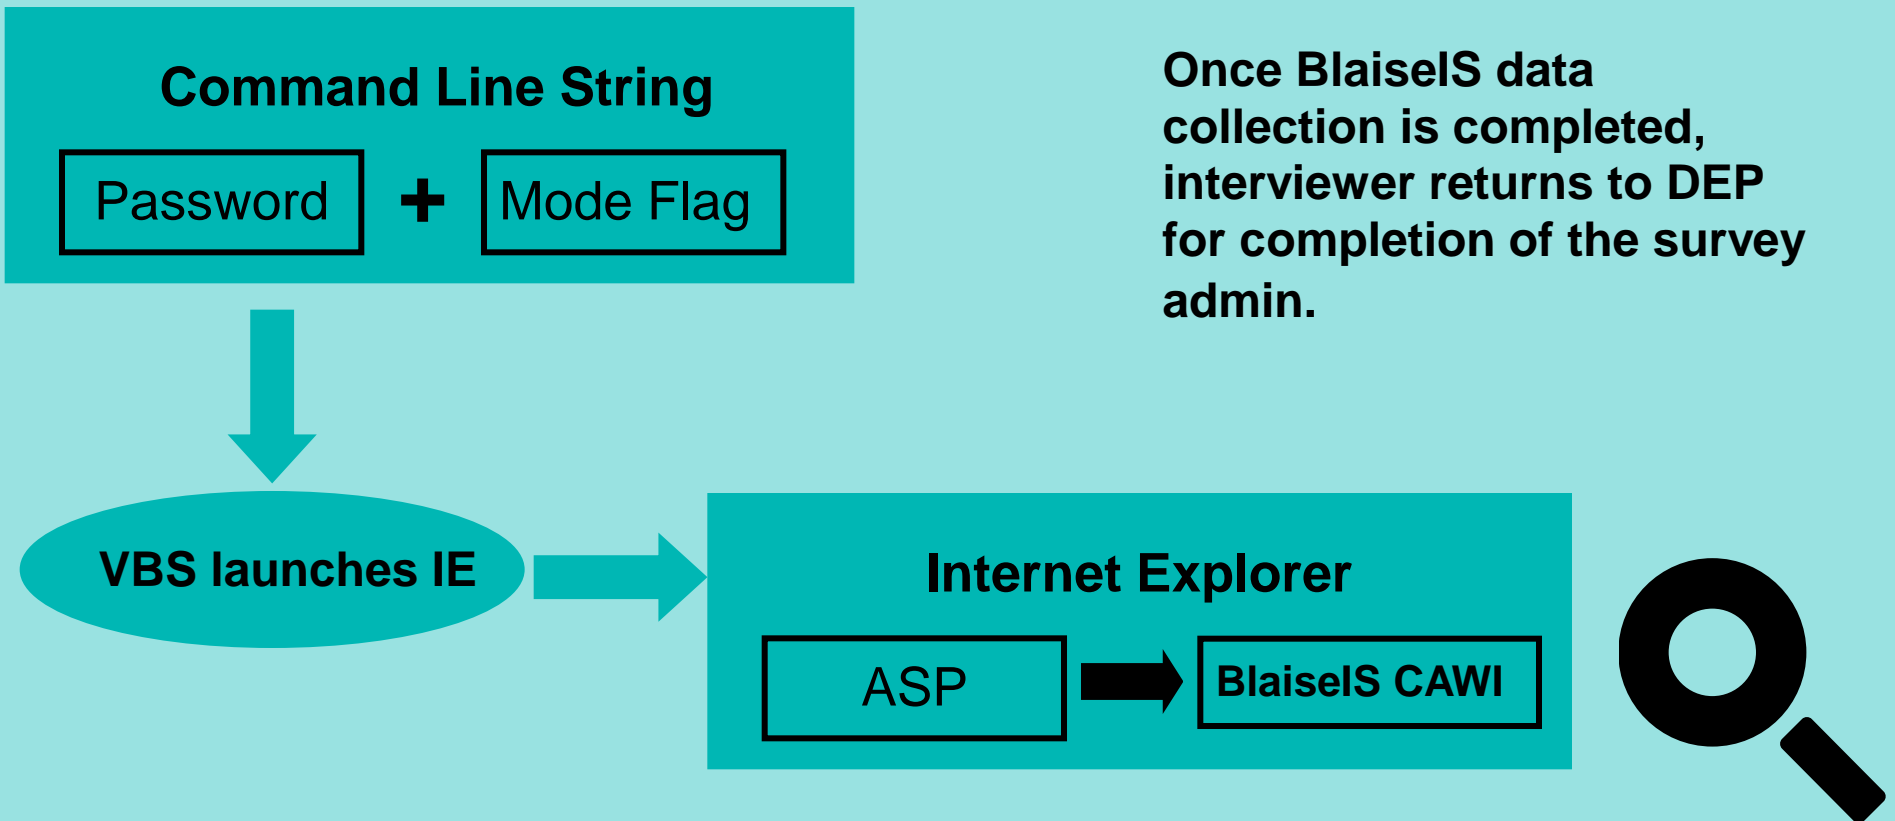 Command Line String
Password + Mode Flag
Once BlaiseIS data
collection is completed,
interviewer returns to DEP
for completion of the survey
admin.
VBS launches IE
Internet Explorer
ASP
BlaiseIS CAWI